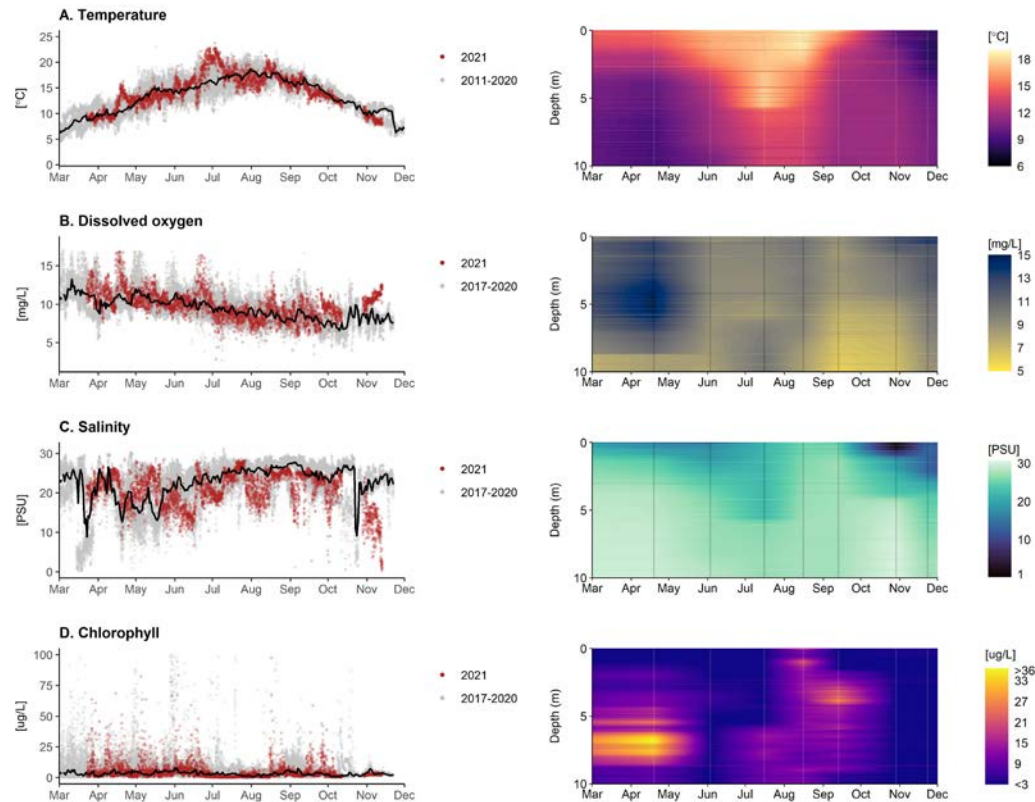 A. Temperature
25
20
15
10
5
0
[°C]
Mar Apr May Jun Jul Aug Sep Oct Nov Dec
2021
2011-2020
0
5
10
Depth (m)
Mar Apr May Jun Jul Aug Sep Oct Nov Dec
[°C]
18
15
12
9
6
B. Dissolved oxygen
15
10
5
[mg/L]
Mar Apr May Jun Jul Aug Sep Oct Nov Dec
2021
2017-2020
0
5
10
Depth (m)
Mar Apr May Jun Jul Aug Sep Oct Nov Dec
[mg/L]
15
13
11
9
7
5
C. Salinity
30
20
10
0
[PSU]
Mar Apr May Jun Jul Aug Sep Oct Nov Dec
2021
2017-2020
0
5
10
Depth (m)
Mar Apr May Jun Jul Aug Sep Oct Nov Dec
[PSU]
30
20
10
1
D. Chlorophyll
100
75
50
25
0
[ug/L]
Mar Apr May Jun Jul Aug Sep Oct Nov Dec
2021
2017-2020
0
5
10
Depth (m)
Mar Apr May Jun Jul Aug Sep Oct Nov Dec
[ug/L]
>36
33
27
21
15
9
<3